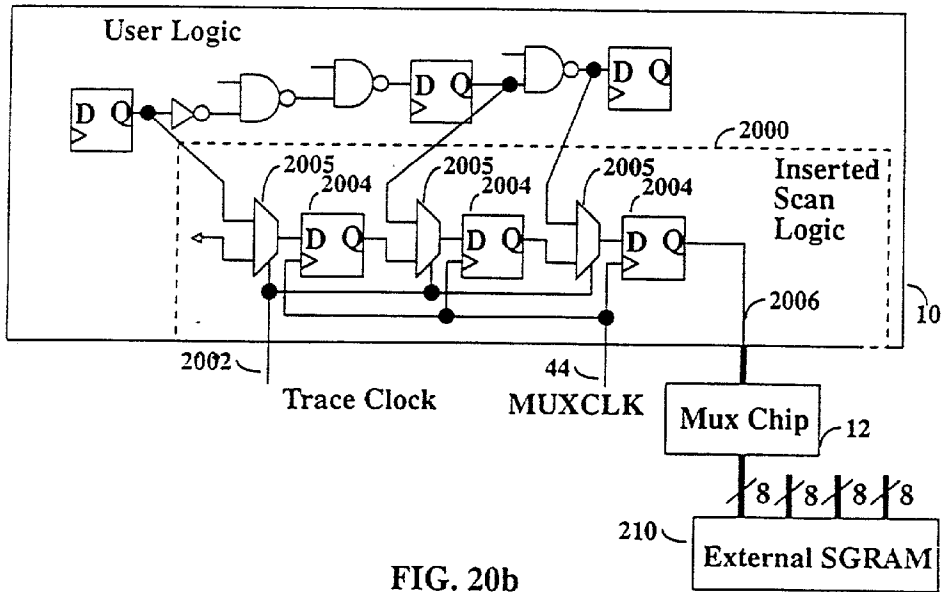 User Logic
D Q
D Q
D Q
2000
Inserted
Scan
Logic
2005
2004
2005
2004
2005
2004
D Q
D Q
D Q
10
2006
2002
Trace Clock
44
MUXCLK
Mux Chip
12
8 8 8 8
210
External SGRAM
FIG. 20b